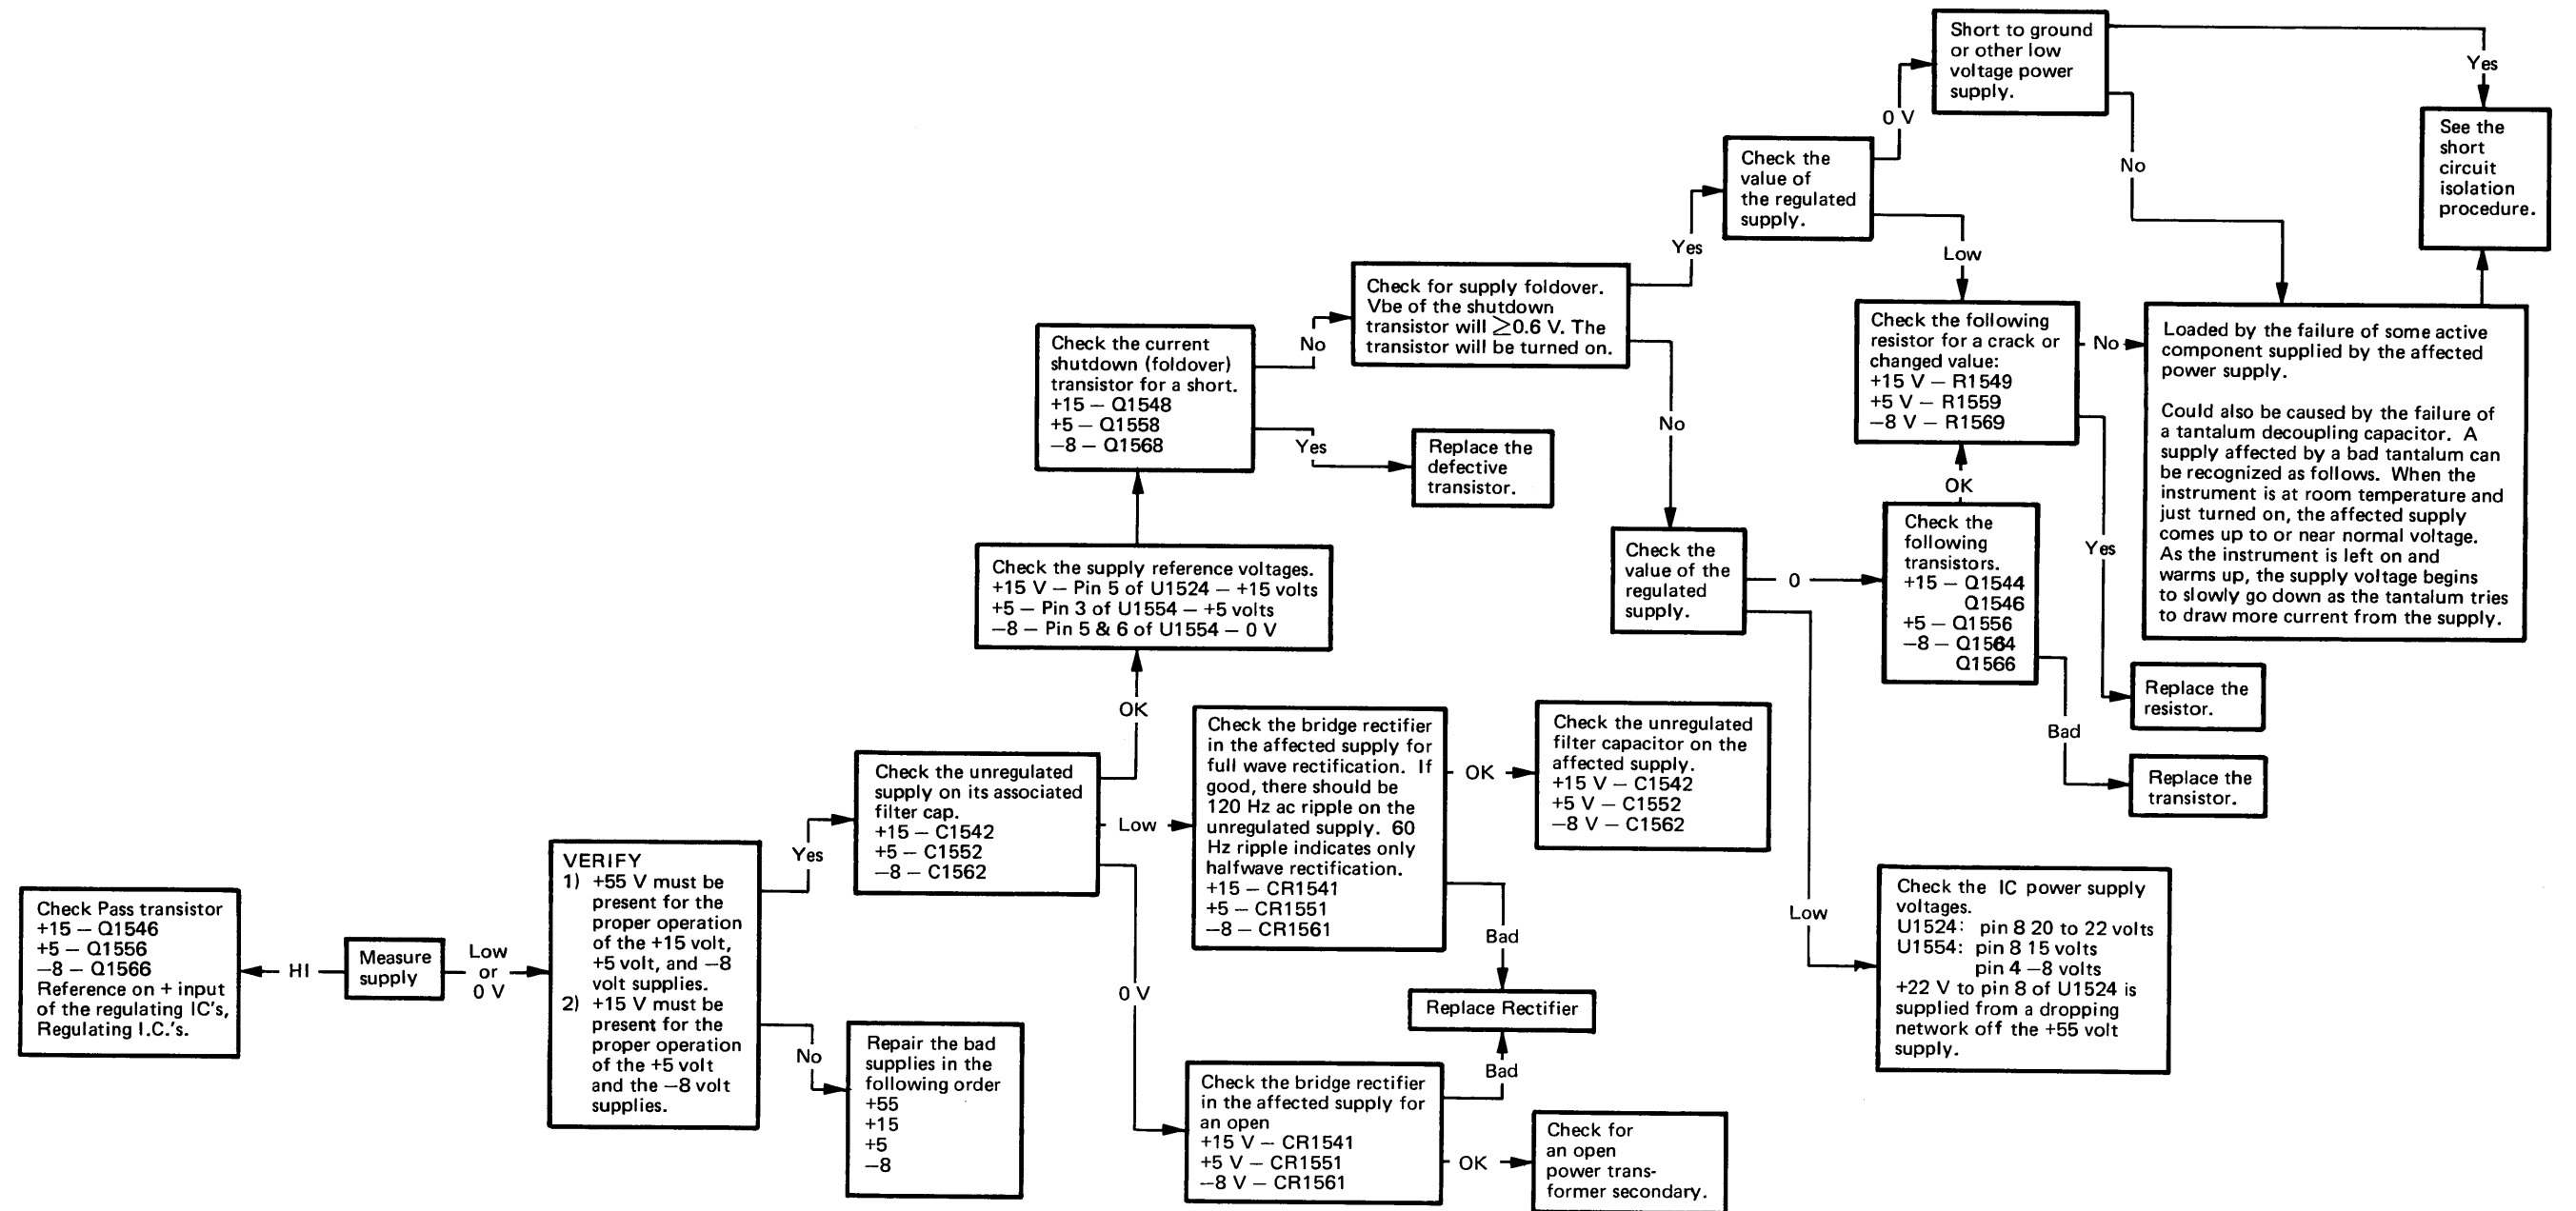 Check Pass transistor
+15 — Q1546
+5 — Q1556
−8 — Q1566
Reference on + input
of the regulating IC's,
Regulating I.C.'s.
HI
Measure
supply
Low
or
0 V
VERIFY
1) +55 V must be
present for the
proper operation
of the +15 volt,
+5 volt, and −8
volt supplies.
2) +15 V must be
present for the
proper operation
of the +5 volt
and the −8 volt
supplies.
Yes
No
Repair the bad
supplies in the
following order
+55
+15
+5
−8
Check the unregulated
supply on its associated
filter cap.
+15 — C1542
+5 — C1552
−8 — C1562
OK
Low
0 V
Check the supply reference voltages.
+15 V — Pin 5 of U1524 — +15 volts
+5 — Pin 3 of U1554 — +5 volts
−8 — Pin 5 & 6 of U1554 — 0 V
Check the current
shutdown (foldover)
transistor for a short.
+15 — Q1548
+5 — Q1558
−8 — Q1568
No
Yes
Replace the
defective
transistor.
Check the bridge rectifier
in the affected supply for
full wave rectification. If
good, there should be
120 Hz ac ripple on the
unregulated supply. 60
Hz ripple indicates only
halfwave rectification.
+15 — CR1541
+5 — CR1551
−8 — CR1561
OK
Bad
Check the unregulated
filter capacitor on the
affected supply.
+15 V — C1542
+5 V — C1552
−8 V — C1562
Replace Rectifier
Bad
Check the bridge rectifier
in the affected supply for
an open
+15 V — CR1541
+5 V — CR1551
−8 V — CR1561
OK
Check for
an open
power trans-
former secondary.
Check for supply foldover.
Vbe of the shutdown
transistor will ≥0.6 V. The
transistor will be turned on.
Yes
No
Check the
value of
the regulated
supply.
0 V
Low
Short to ground
or other low
voltage power
supply.
Yes
No
See the
short
circuit
isolation
procedure.
Check the following
resistor for a crack or
changed value:
+15 V — R1549
+5 V — R1559
−8 V — R1569
No
Yes
Loaded by the failure of some active
component supplied by the affected
power supply.
Could also be caused by the failure of
a tantalum decoupling capacitor. A
supply affected by a bad tantalum can
be recognized as follows. When the
instrument is at room temperature and
just turned on, the affected supply
comes up to or near normal voltage.
As the instrument is left on and
warms up, the supply voltage begins
to slowly go down as the tantalum tries
to draw more current from the supply.
Check the
value of the
regulated
supply.
0
Low
OK
Check the
following
transistors.
+15 — Q1544
Q1546
+5 — Q1556
−8 — Q1564
Q1566
Bad
Replace the
resistor.
Replace the
transistor.
Check the IC power supply
voltages.
U1524: pin 8 20 to 22 volts
U1554: pin 8 15 volts
pin 4 −8 volts
+22 V to pin 8 of U1524 is
supplied from a dropping
network off the +55 volt
supply.